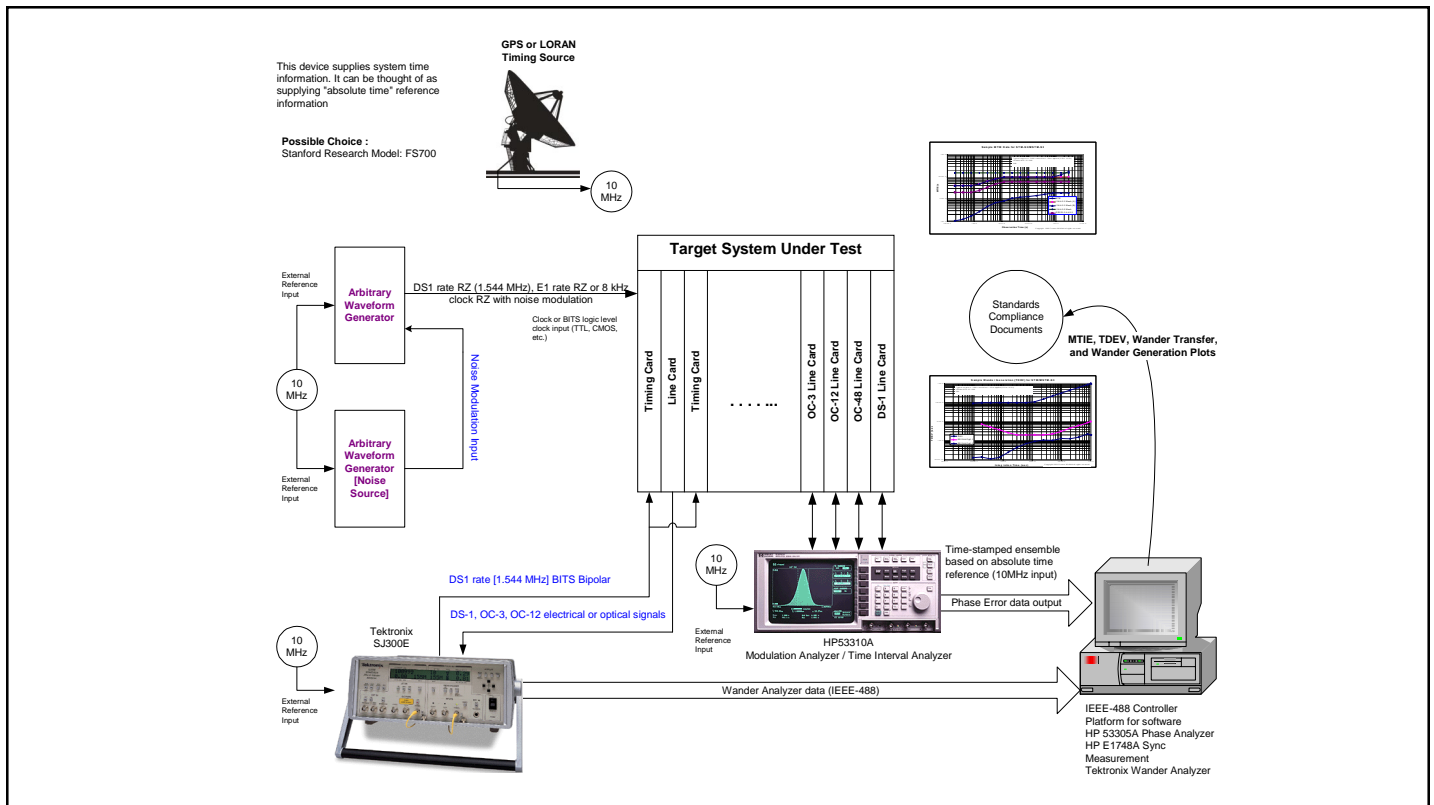 GPS or LORAN
Timing Source
This device supplies system time
information. It can be thought of as
supplying "absolute time" reference
information
Possible Choice :
Stanford Research Model: FS700
10
MHz
Target System Under Test
External
Reference
Input
Arbitrary
Waveform
Generator
DS1 rate RZ (1.544 MHz), E1 rate RZ or 8 kHz
clock RZ with noise modulation
Clock or BITS logic level
clock input (TTL, CMOS,
etc.)
Noise Modulation Input
10
MHz
External
Reference
Input
Arbitrary
Waveform
Generator
[Noise
Source]
Timing Card
Line Card
Timing Card
. . . . ...
OC-3 Line Card
OC-12 Line Card
OC-48 Line Card
DS-1 Line Card
Standards
Compliance
Documents
MTIE, TDEV, Wander Transfer,
and Wander Generation Plots
DS1 rate [1.544 MHz] BITS Bipolar
DS-1, OC-3, OC-12 electrical or optical signals
10
MHz
External
Reference
Input
HP53310A
Modulation Analyzer / Time Interval Analyzer
Time-stamped ensemble
based on absolute time
reference (10MHz input)
Phase Error data output
10
MHz
External
Reference
Input
Tektronix
SJ300E
Tektronix
Wander Analyzer data (IEEE-488)
IEEE-488 Controller
Platform for software
HP 53305A Phase Analyzer
HP E1748A Sync
Measurement
Tektronix Wander Analyzer